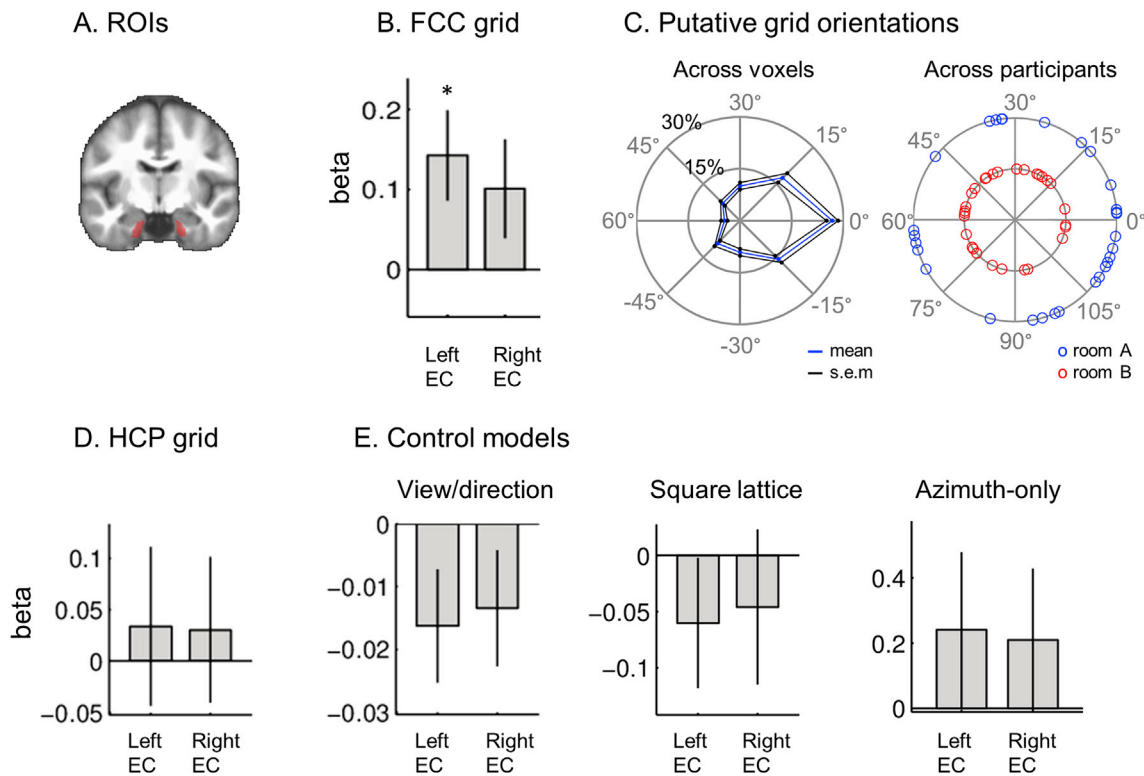 A. ROIs
B. FCC grid
C. Putative grid orientations
Across voxels
Across participants
beta
0.2
0.1
0
*
Left
EC
Right
EC
30°
30%
15%
45°
15°
60°
0°
-45°
-15°
-30°
mean
s.e.m
30°
45°
15°
60°
0°
75°
105°
90°
room A
room B
D. HCP grid
E. Control models
View/direction
Square lattice
Azimuth-only
beta
0.1
0.05
0
−0.05
Left
EC
Right
EC
0
−0.01
−0.02
−0.03
Left
EC
Right
EC
0
−0.05
−0.1
Left
EC
Right
EC
0.4
0.2
0
Left
EC
Right
EC